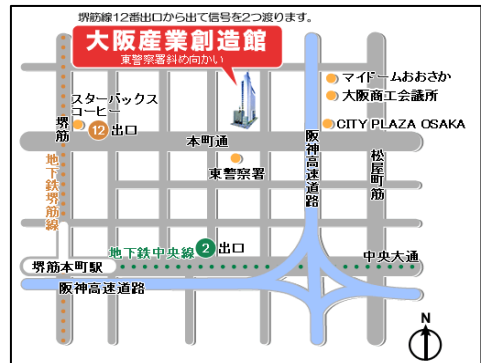 堺筋線12番出口から出て信号を2つ渡ります。
大阪産業創造館
東警察署斜め向かい
マイドームおおさか
大阪商工会議所
CITY PLAZA OSAKA
スターバックス
コーヒー
12 出口
堺筋
本町通
東警察署
阪神高速道路
松屋町筋
地下鉄堺筋線
地下鉄中央線 2 出口
中央大通
堺筋本町駅
阪神高速道路
N